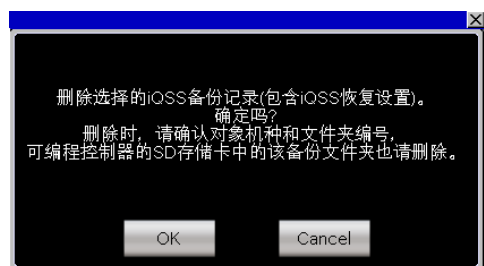 删除选择的iQSS备份记录(包含iQSS恢复设置)。
确定吗?
删除时，请确认对象机种和文件夹编号，
可编程控制器的SD存储卡中的该备份文件夹也请删除。
OK
Cancel